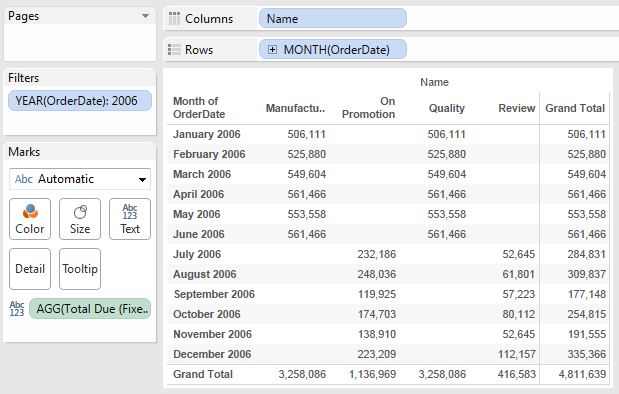 Pages
Columns Name
Rows MONTH(OrderDate)
Filters
YEAR(OrderDate): 2006
Marks
Abc Automatic
Color Size Abc 123 Text
Detail Tooltip
Abc 123 AGG(Total Due (Fixe..
Name
Month of OrderDate Manufactu.. On Promotion Quality Review Grand Total
January 2006 506,111 506,111 506,111
February 2006 525,880 525,880 525,880
March 2006 549,604 549,604 549,604
April 2006 561,466 561,466 561,466
May 2006 553,558 553,558 553,558
June 2006 561,466 561,466 561,466
July 2006 232,186 52,645 284,831
August 2006 248,036 61,801 309,837
September 2006 119,925 57,223 177,148
October 2006 174,703 80,112 254,815
November 2006 138,910 52,645 191,555
December 2006 223,209 112,157 335,366
Grand Total 3,258,086 1,136,969 3,258,086 416,583 4,811,639